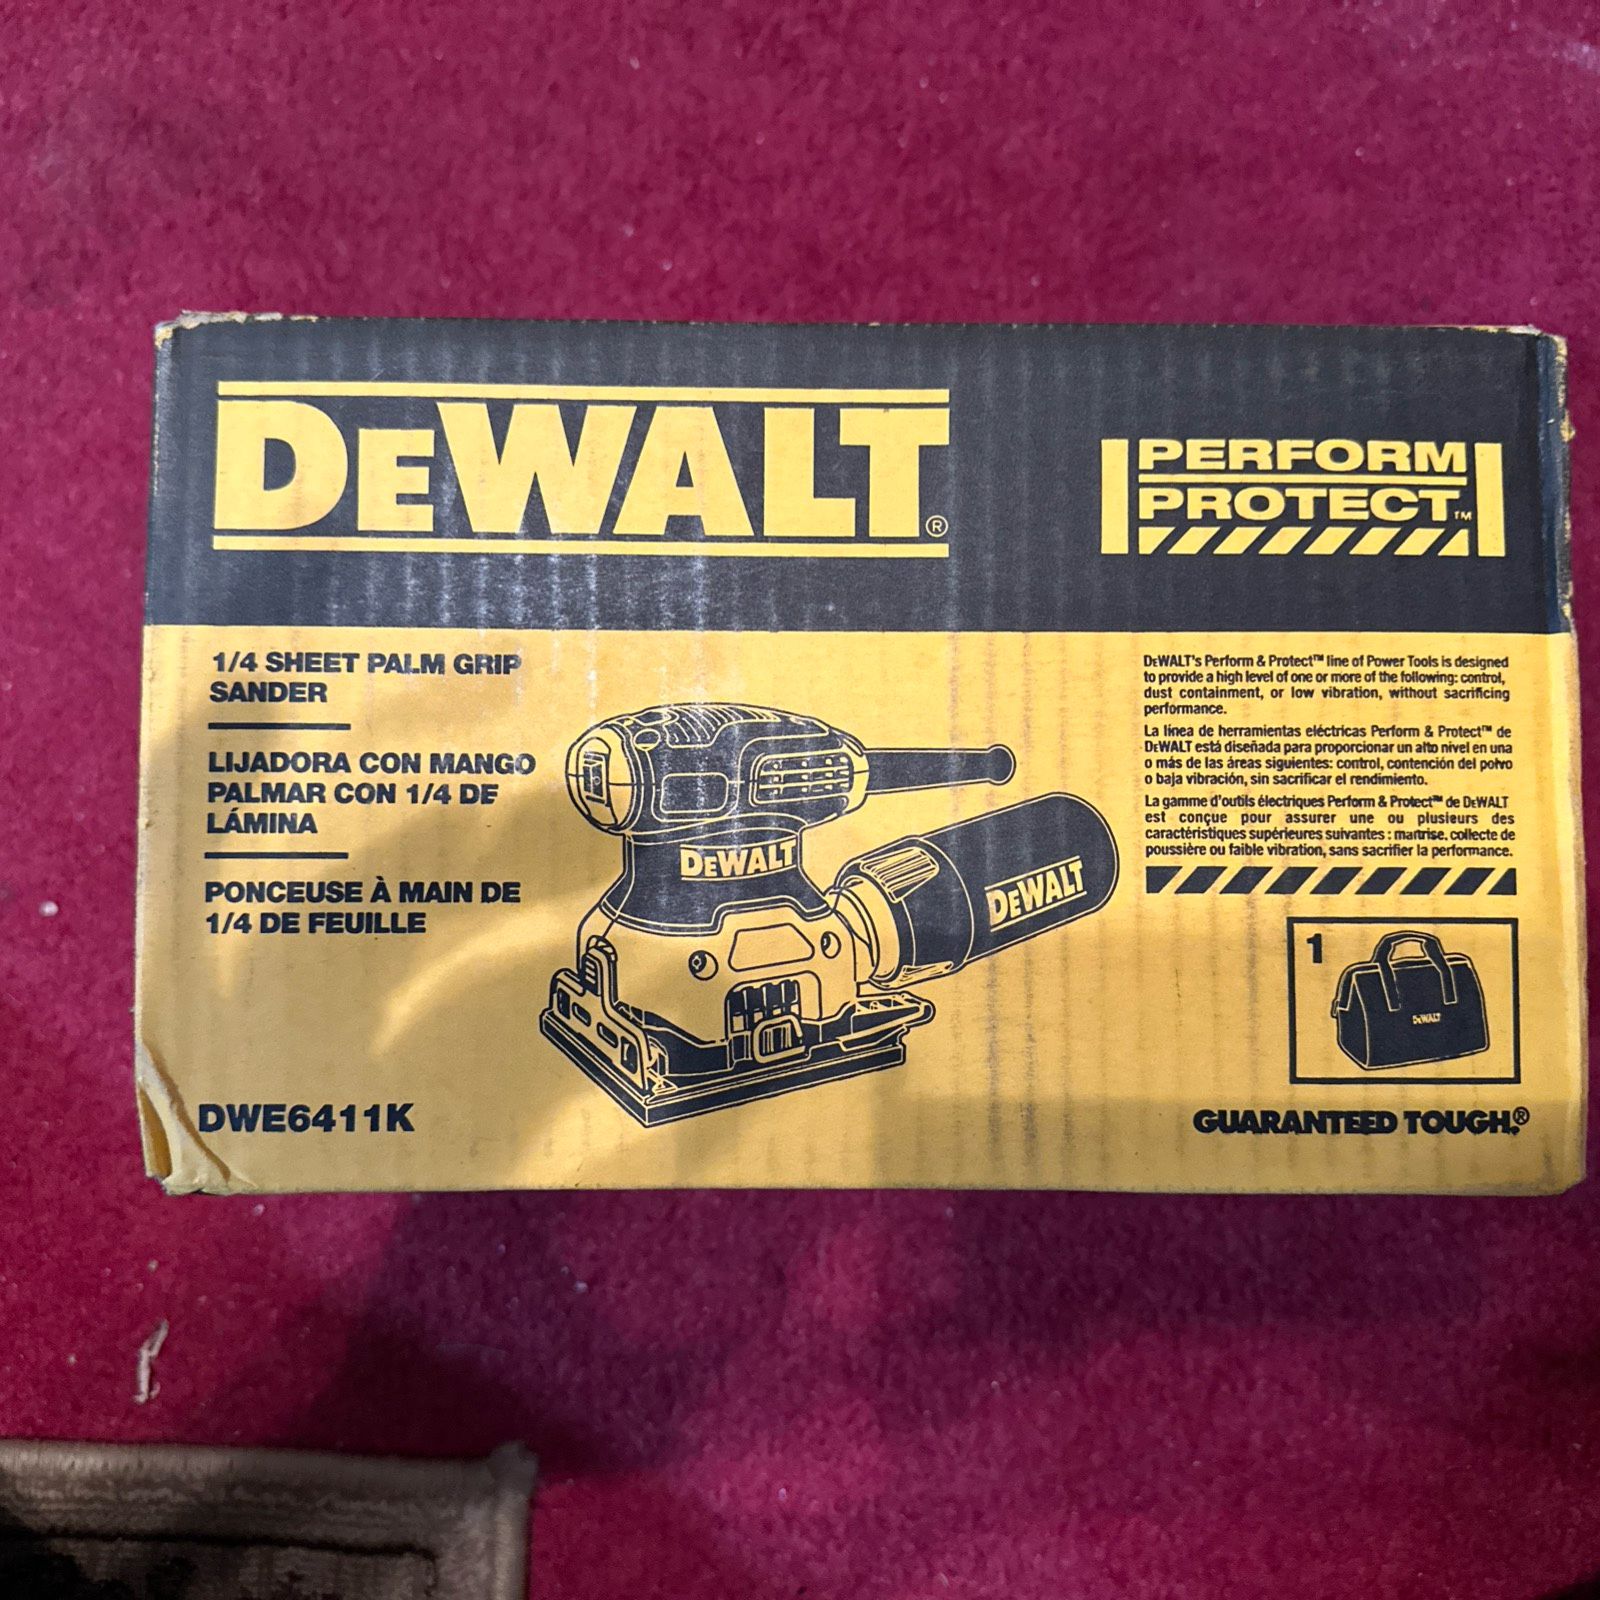 DEWALT®
PERFORM
PROTECT™
1/4 SHEET PALM GRIP
SANDER
LIJADORA CON MANGO
PALMAR CON 1/4 DE
LÁMINA
PONCEUSE À MAIN DE
1/4 DE FEUILLE
DWE6411K
DEWALT
DEWALT
DEWALT's Perform & Protect™ line of Power Tools is designed
to provide a high level of one or more of the following: control,
dust containment, or low vibration, without sacrificing
performance.
La línea de herramientas eléctricas Perform & Protect™ de
DEWALT está diseñada para proporcionar un alto nivel en una
o más de las áreas siguientes: control, contención del polvo
o baja vibración, sin sacrificar el rendimiento.
La gamme d'outils électriques Perform & Protect™ de DEWALT
est conçue pour assurer une ou plusieurs des
caractéristiques supérieures suivantes : maîtrise, collecte de
poussière ou faible vibration, sans sacrifier la performance.
1
DEWALT
GUARANTEED TOUGH.®